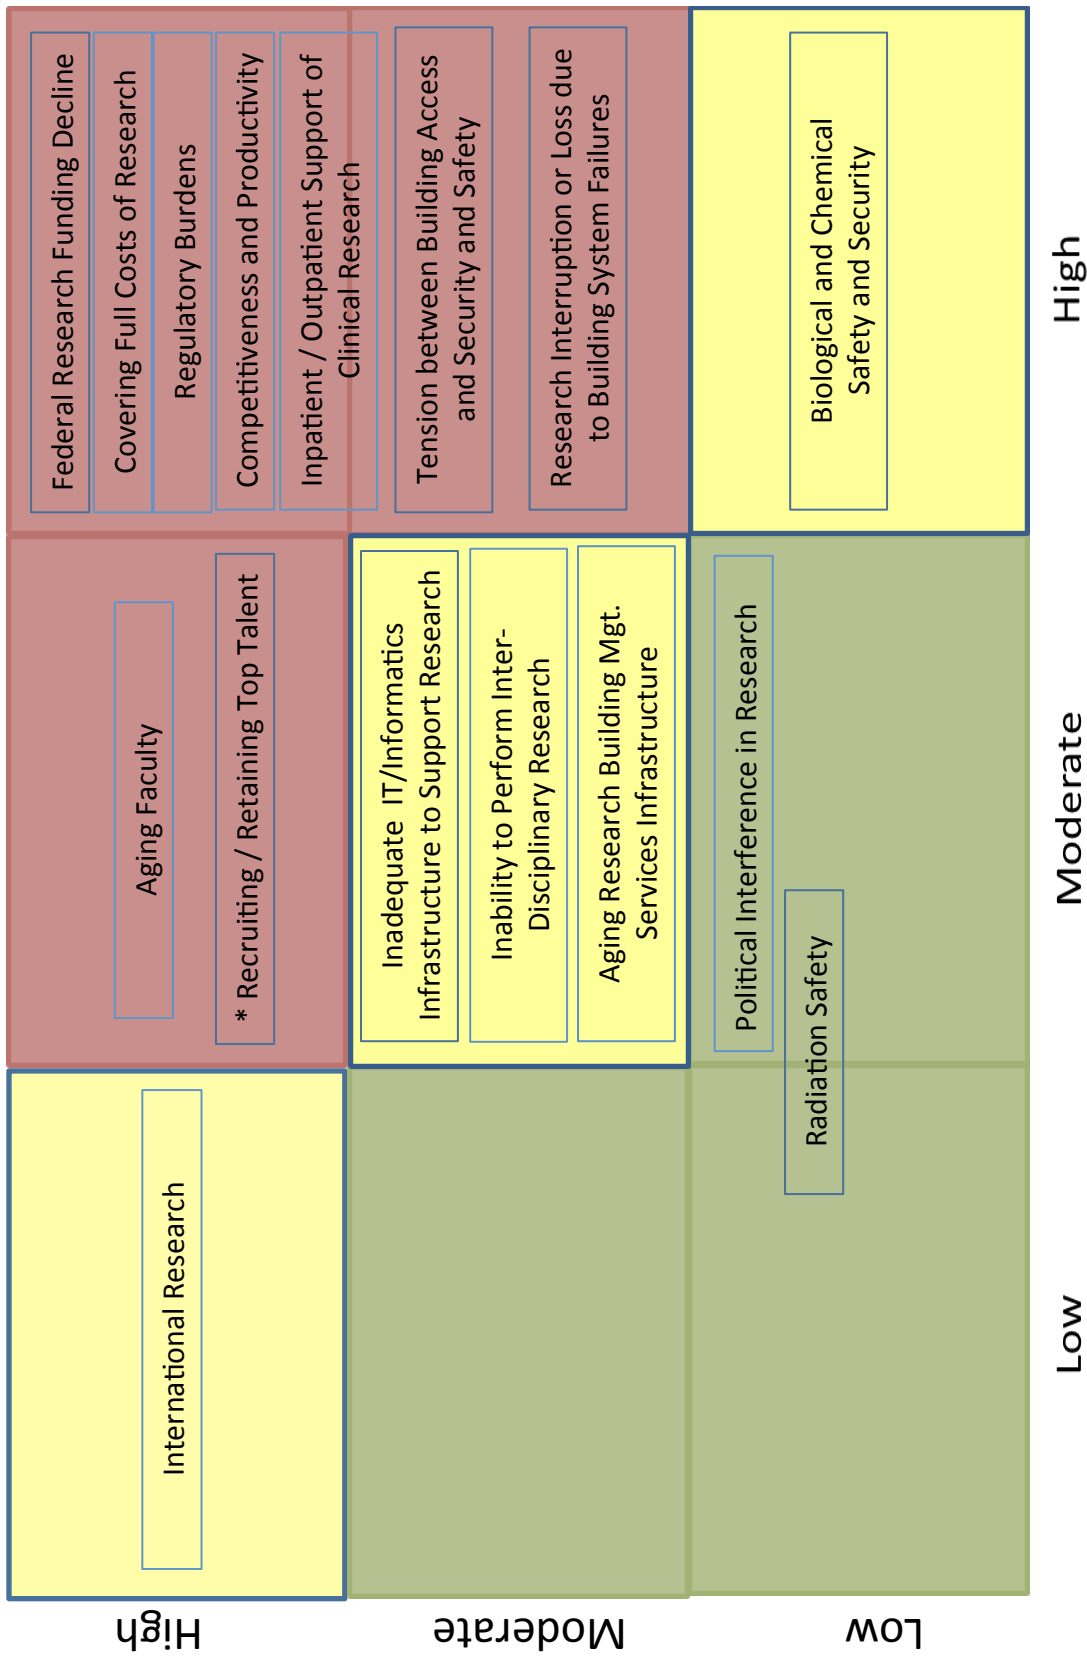 High
International Research
Aging Faculty
* Recruiting / Retaining Top Talent
Federal Research Funding Decline
Covering Full Costs of Research
Regulatory Burdens
Competitiveness and Productivity
Inpatient / Outpatient Support of
Clinical Research
Moderate
Inadequate IT/Informatics
Infrastructure to Support Research
Inability to Perform Inter-
Disciplinary Research
Aging Research Building Mgt.
Services Infrastructure
Tension between Building Access
and Security and Safety
Research Interruption or Loss due
to Building System Failures
Low
Political Interference in Research
Radiation Safety
Biological and Chemical
Safety and Security
Low
Moderate
High